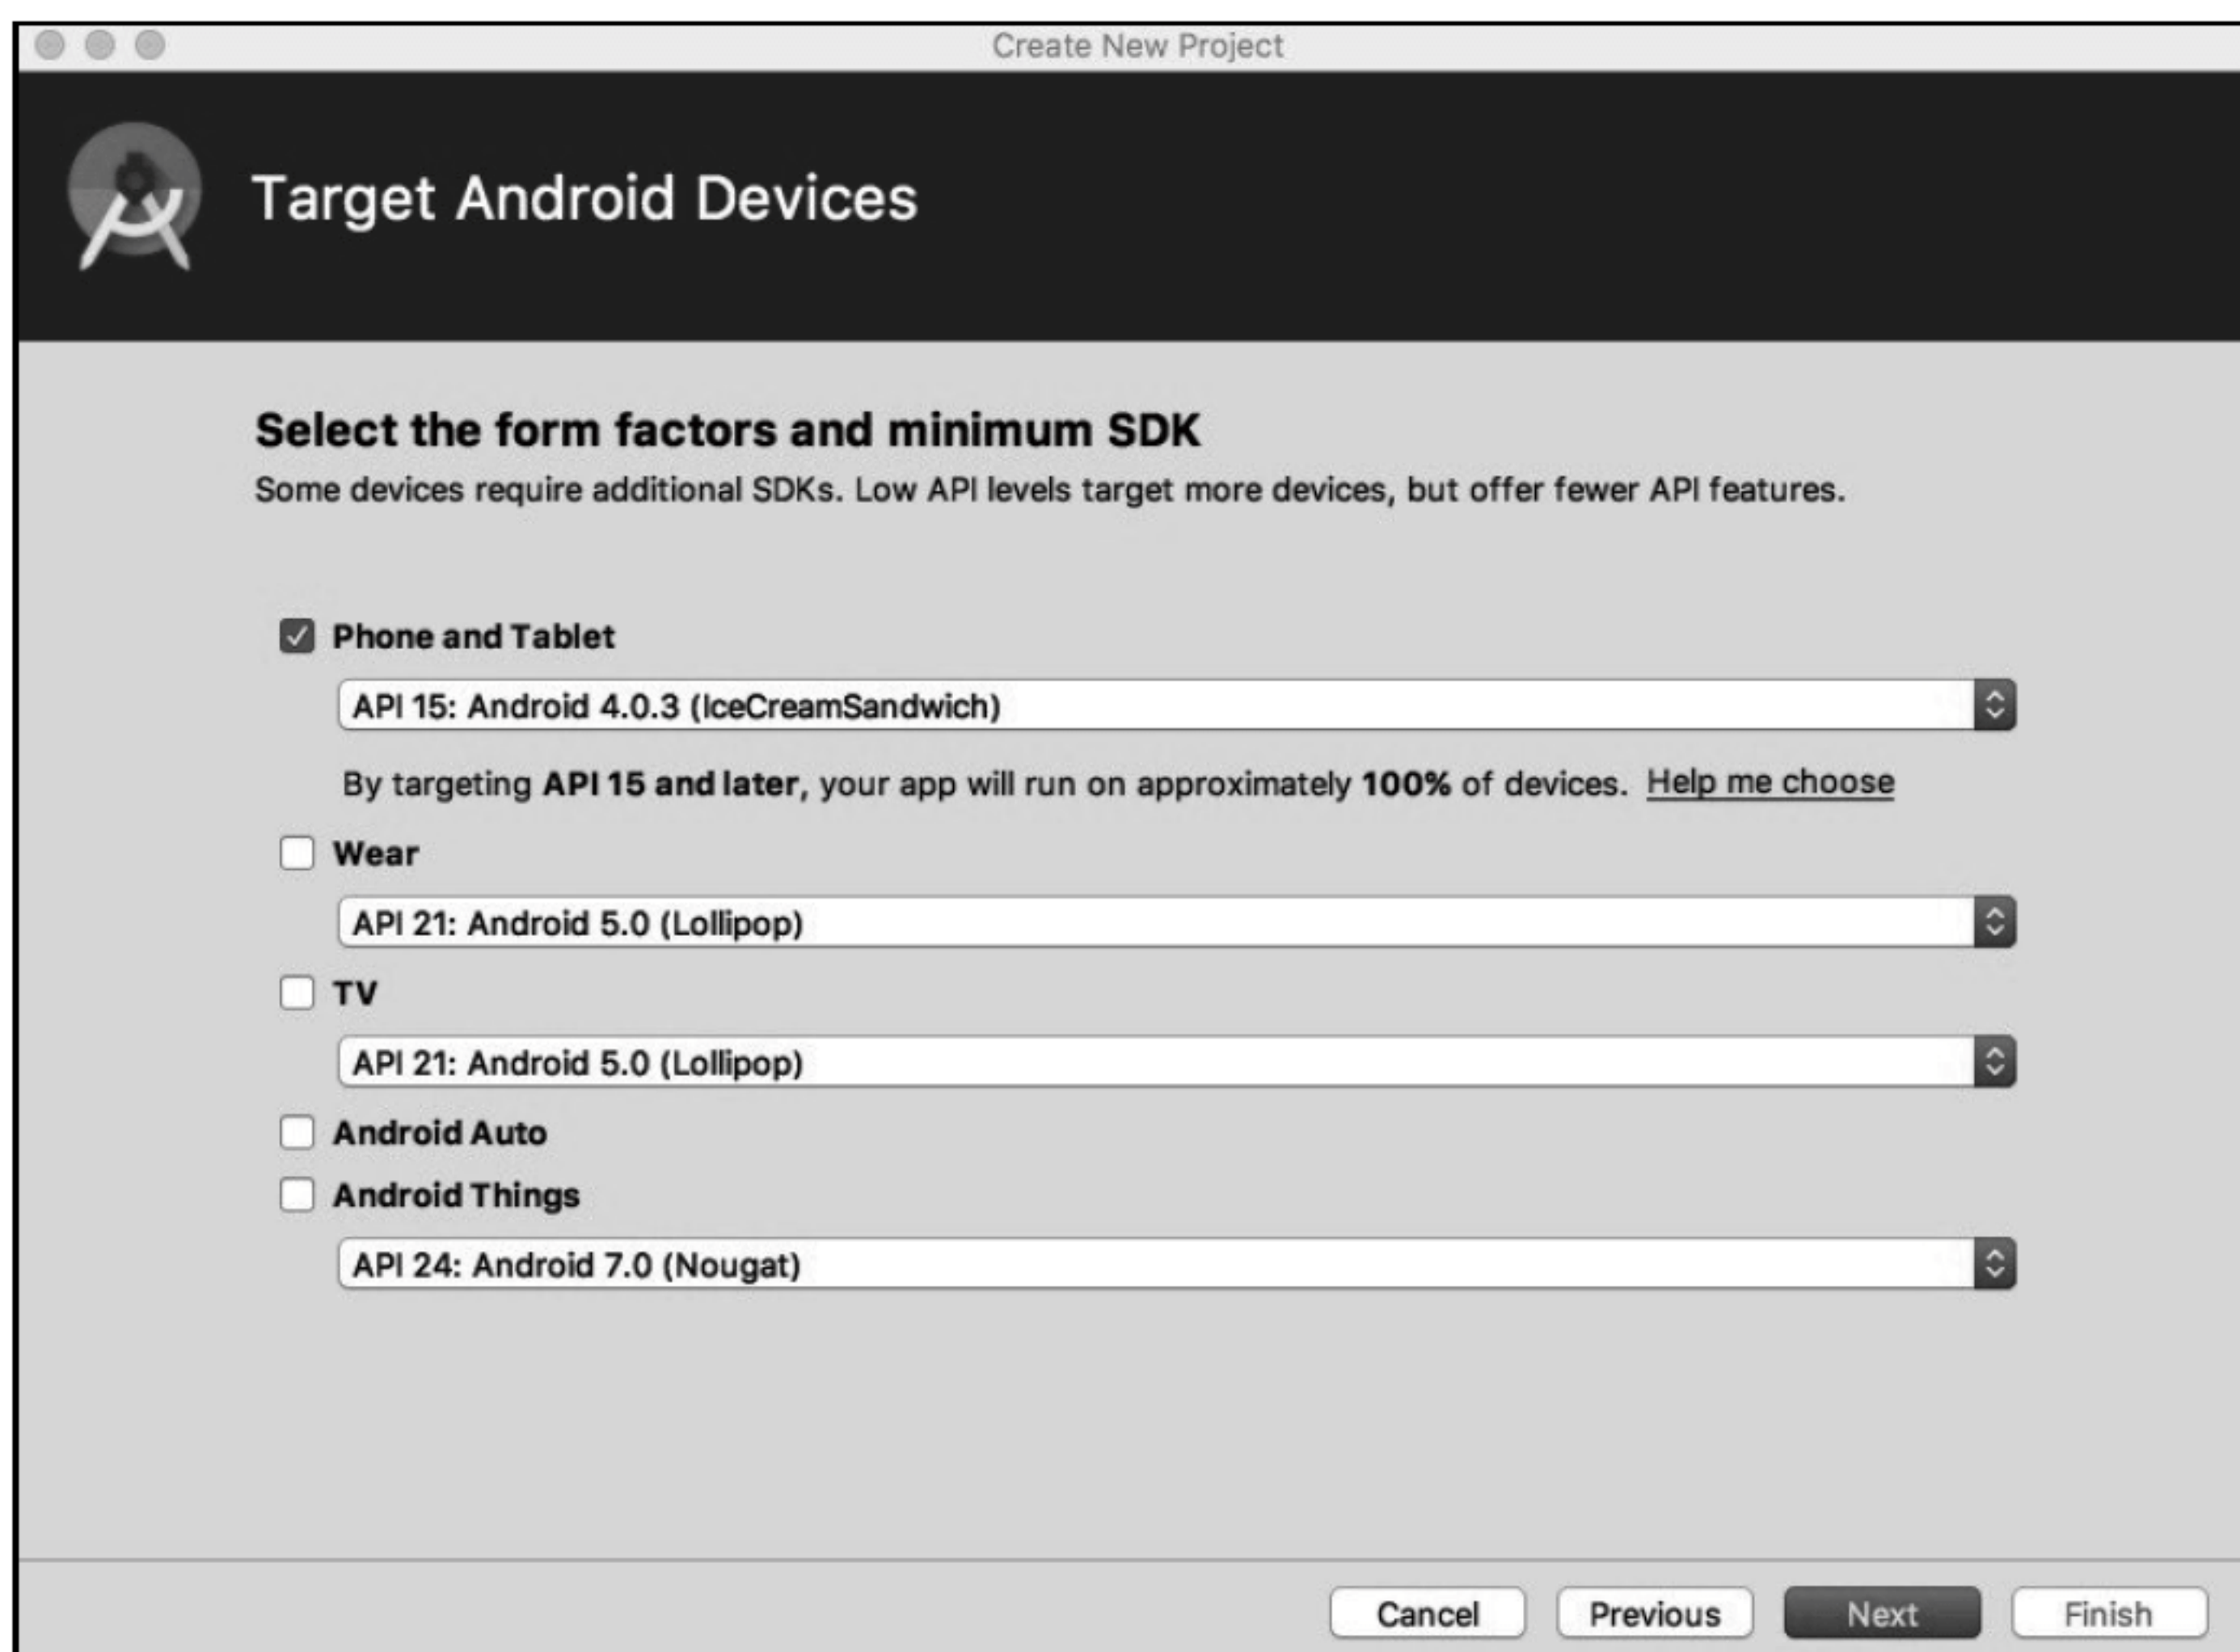 Create New Project
Target Android Devices
Select the form factors and minimum SDK
Some devices require additional SDKs. Low API levels target more devices, but offer fewer API features.
Phone and Tablet
API 15: Android 4.0.3 (IceCreamSandwich)
By targeting API 15 and later, your app will run on approximately 100% of devices. Help me choose
Wear
API 21: Android 5.0 (Lollipop)
TV
API 21: Android 5.0 (Lollipop)
Android Auto
Android Things
API 24: Android 7.0 (Nougat)
Cancel Previous Next Finish